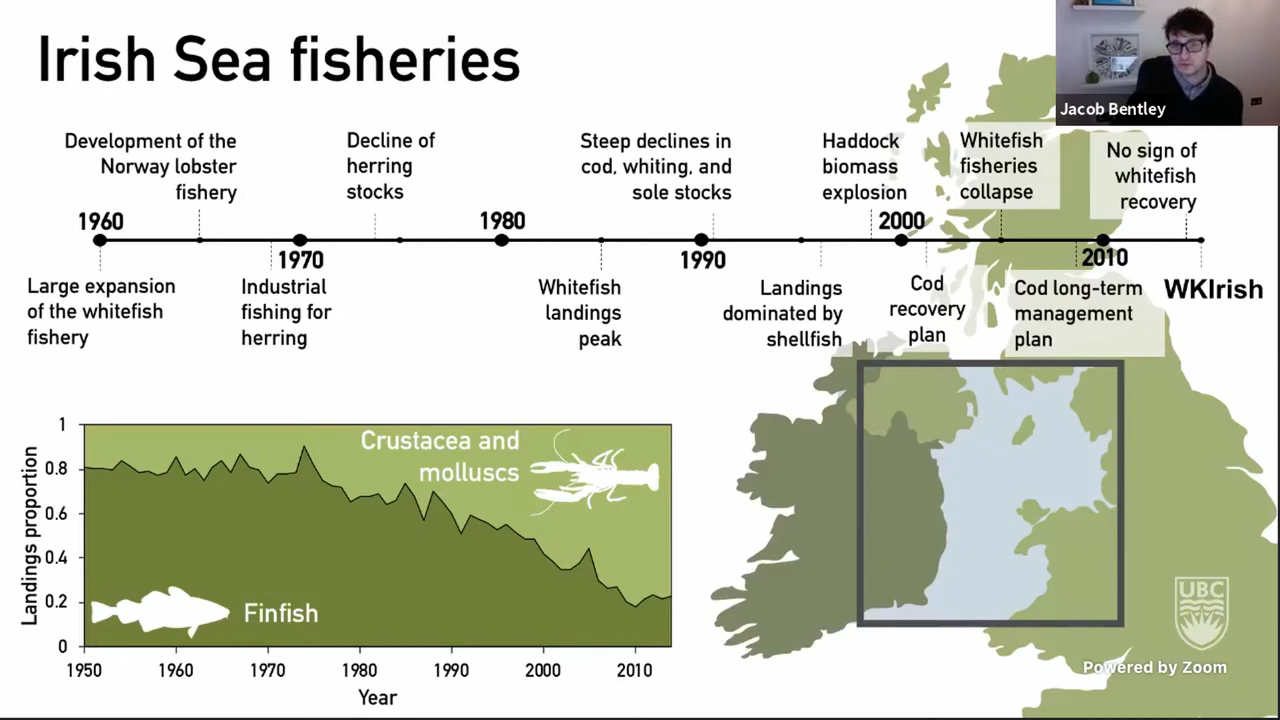 Irish Sea fisheries
Jacob Bentley
Development of the
Norway lobster
fishery
Decline of
herring
stocks
Steep declines in
cod, whiting, and
sole stocks
Haddock
biomass
explosion
Whitefish
fisheries
collapse
No sign of
whitefish
recovery
1960
1980
2000
1970
1990
2010
Large expansion
of the whitefish
fishery
Industrial
fishing for
herring
Whitefish
landings
peak
Landings
dominated by
shellfish
Cod
recovery
plan
Cod long-term
management
plan
WKIrish
Landings proportion
1
0.8
0.6
0.4
0.2
0
Crustacea and
molluscs
Finfish
1950
1960
1970
1980
1990
2000
2010
Year
UBC
Powered by Zoom